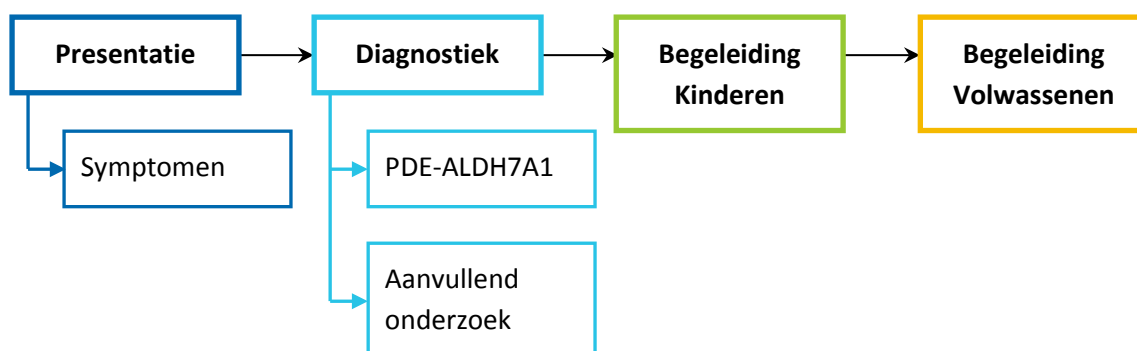 Presentatie
Diagnostiek
Begeleiding
Kinderen
Begeleiding
Volwassenen
Symptomen
PDE-ALDH7A1
Aanvullend
onderzoek